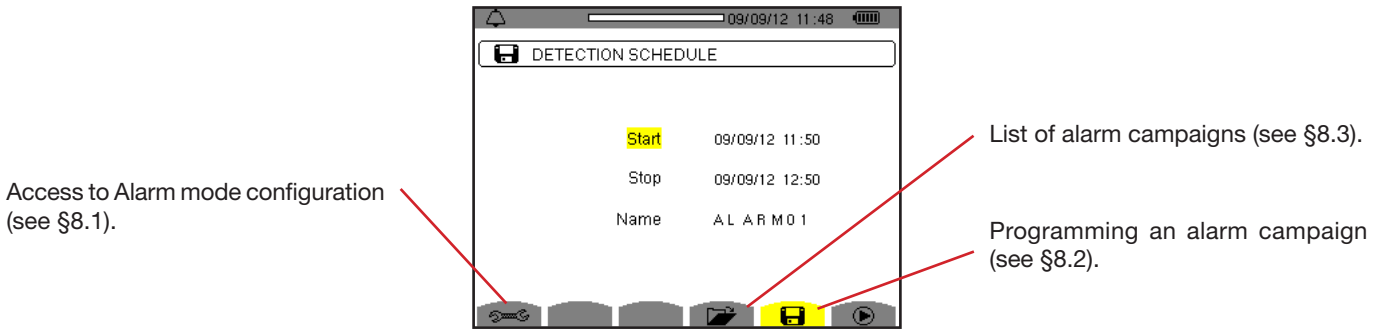 09/09/12 11:48
DETECTION SCHEDULE
Start 09/09/12 11:50
Stop 09/09/12 12:50
Name ALARM01
Access to Alarm mode configuration
(see §8.1).
List of alarm campaigns (see §8.3).
Programming an alarm campaign
(see §8.2).